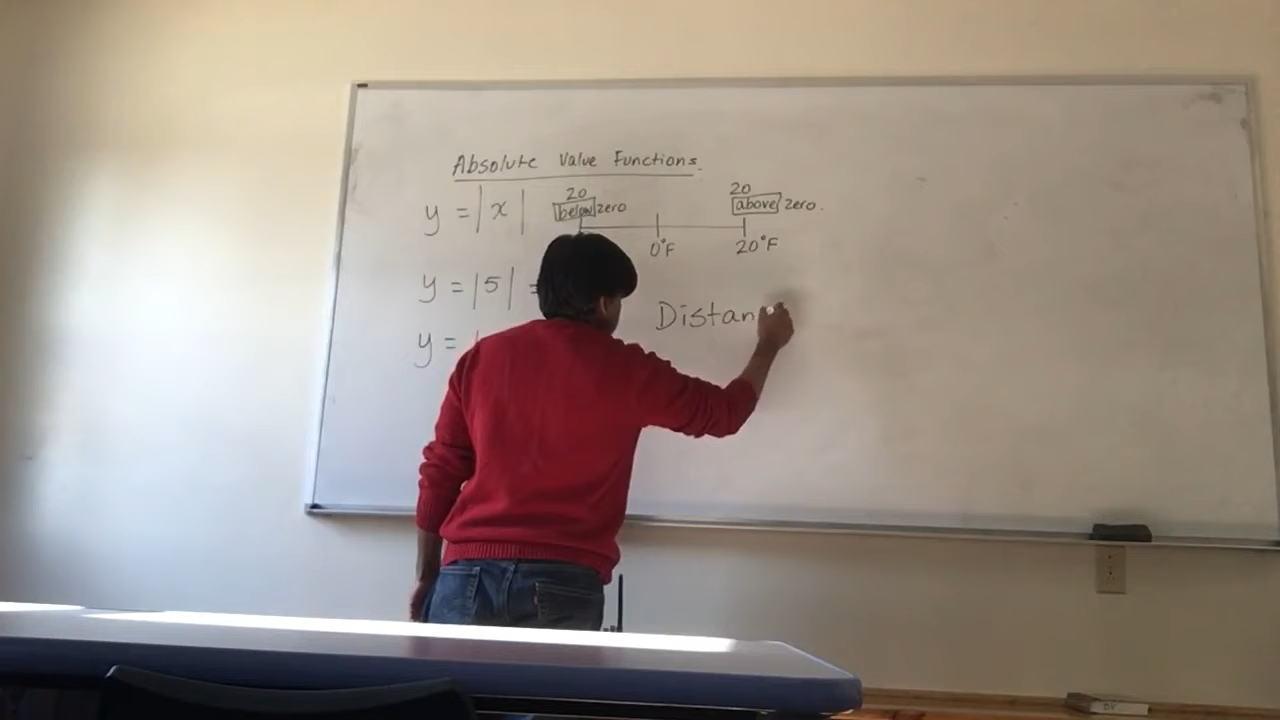 Absolute Value Functions.
y = |x|
20 below zero
20 above zero.
0°F
20°F
y = |5| =
Distan
y =